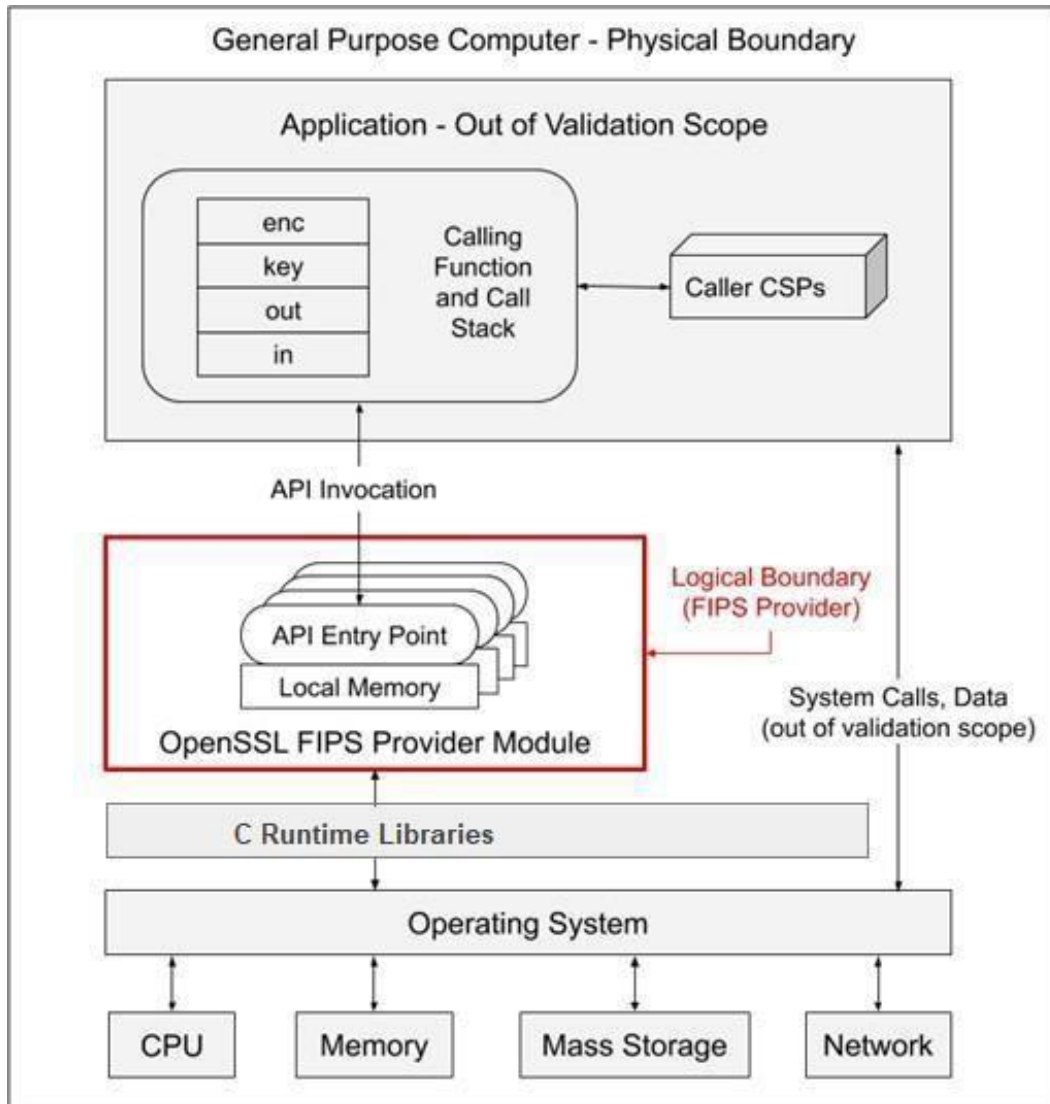 General Purpose Computer - Physical Boundary
Application - Out of Validation Scope
enc
key
out
in
Calling
Function
and Call
Stack
Caller CSPs
API Invocation
Logical Boundary
(FIPS Provider)
API Entry Point
Local Memory
OpenSSL FIPS Provider Module
System Calls, Data
(out of validation scope)
C Runtime Libraries
Operating System
CPU
Memory
Mass Storage
Network